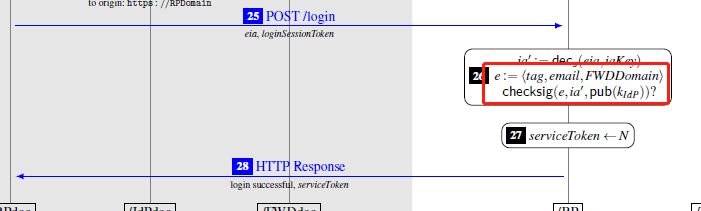 to origin: https://RPDomain
25 POST /login
eia, loginSessionToken
ia′ := dec_s(eia, iaKey)
26 e := ⟨tag, email, FWDDomain⟩
checksig(e, ia′, pub(k_IdP))?
27 serviceToken ← N
28 HTTP Response
login successful, serviceToken
/RP